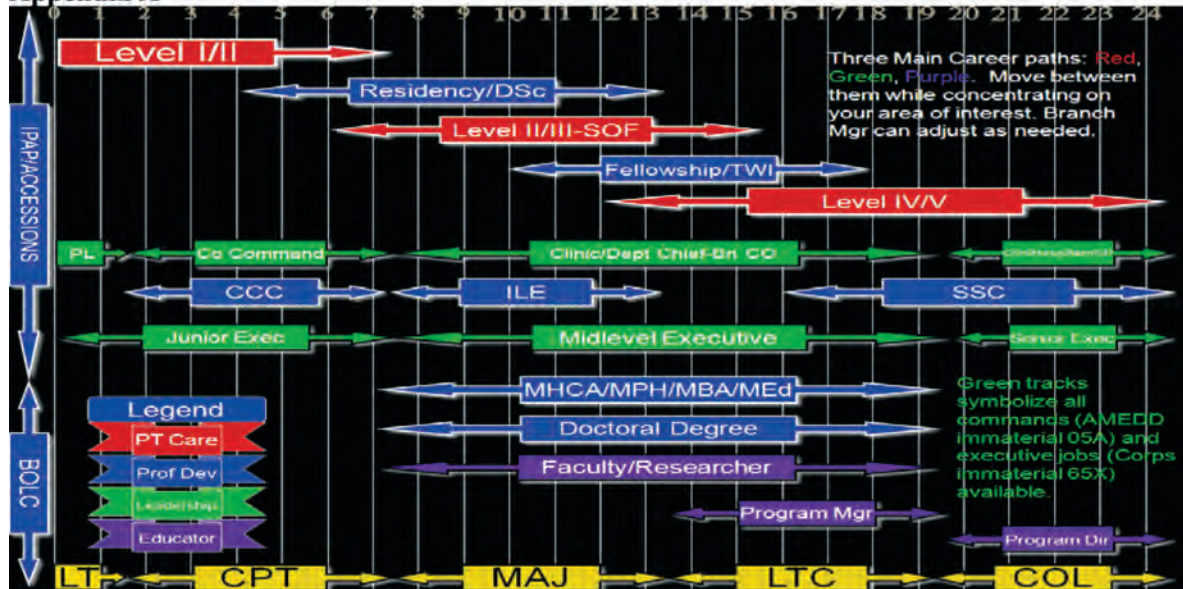 0 1 2 3 4 5 6 7 8 9 10 11 12 13 14 15 16 17 18 19 20 21 22 23 24
Level I/II
Three Main Career paths: Red,
Green, Purple. Move between
them while concentrating on
your area of interest. Branch
Mgr can adjust as needed.
Residency/DSc
Level II/III-SOF
Fellowship/TWI
Level IV/V
IPAP/ACCESSIONS
PL
Co Command
Clinic/Dept Chief-Bn CO
CCC
ILE
SSC
Junior Exec
Midlevel Executive
Senior Exec
MHCA/MPH/MBA/MEd
Green tracks
symbolize all
commands (AMEDD
immaterial 05A) and
executive jobs (Corps
immaterial 65X)
available.
Legend
Doctoral Degree
PT Care
Faculty/Researcher
Prof Dev
BOLC
Leadership
Program Mgr
Educator
Program Dir
LT
CPT
MAJ
LTC
COL